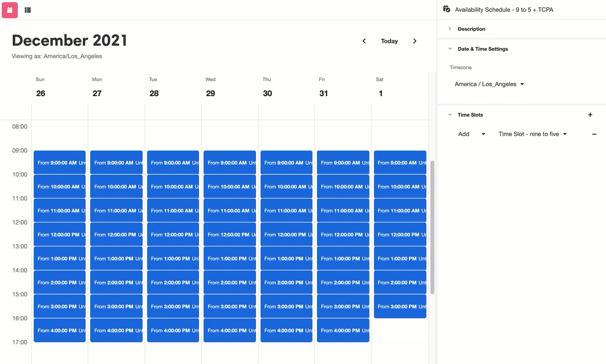 Availability Schedule - 9 to 5 + TCPA
December 2021
Today
Viewing as: America/Los_Angeles
Description
Date & Time Settings
Timezone
America / Los_Angeles
Time Slots
Add
Time Slot - nine to five
Sun Mon Tue Wed Thu Fri Sat
26 27 28 29 30 31 1
08:00
09:00
From 9:00:00 AM Un From 9:00:00 AM Un From 9:00:00 AM Un From 9:00:00 AM Un From 9:00:00 AM Un From 9:00:00 AM Un From 9:00:00 AM Unt
10:00
From 10:00:00 AM U From 10:00:00 AM U From 10:00:00 AM U From 10:00:00 AM U From 10:00:00 AM U From 10:00:00 AM U From 10:00:00 AM U
11:00
From 11:00:00 AM U From 11:00:00 AM U From 11:00:00 AM U From 11:00:00 AM U From 11:00:00 AM U From 11:00:00 AM U From 11:00:00 AM U
12:00
From 12:00:00 PM U From 12:00:00 PM U From 12:00:00 PM U From 12:00:00 PM U From 12:00:00 PM U From 12:00:00 PM U From 12:00:00 PM U
13:00
From 1:00:00 PM Un From 1:00:00 PM Un From 1:00:00 PM Un From 1:00:00 PM Un From 1:00:00 PM Un From 1:00:00 PM Un From 1:00:00 PM Unt
14:00
From 2:00:00 PM Un From 2:00:00 PM Un From 2:00:00 PM Un From 2:00:00 PM Un From 2:00:00 PM Un From 2:00:00 PM Un From 2:00:00 PM Unt
15:00
From 3:00:00 PM Un From 3:00:00 PM Un From 3:00:00 PM Un From 3:00:00 PM Un From 3:00:00 PM Un From 3:00:00 PM Un From 3:00:00 PM Unt
16:00
From 4:00:00 PM Un From 4:00:00 PM Un From 4:00:00 PM Un From 4:00:00 PM Un From 4:00:00 PM Un From 4:00:00 PM Un
17:00